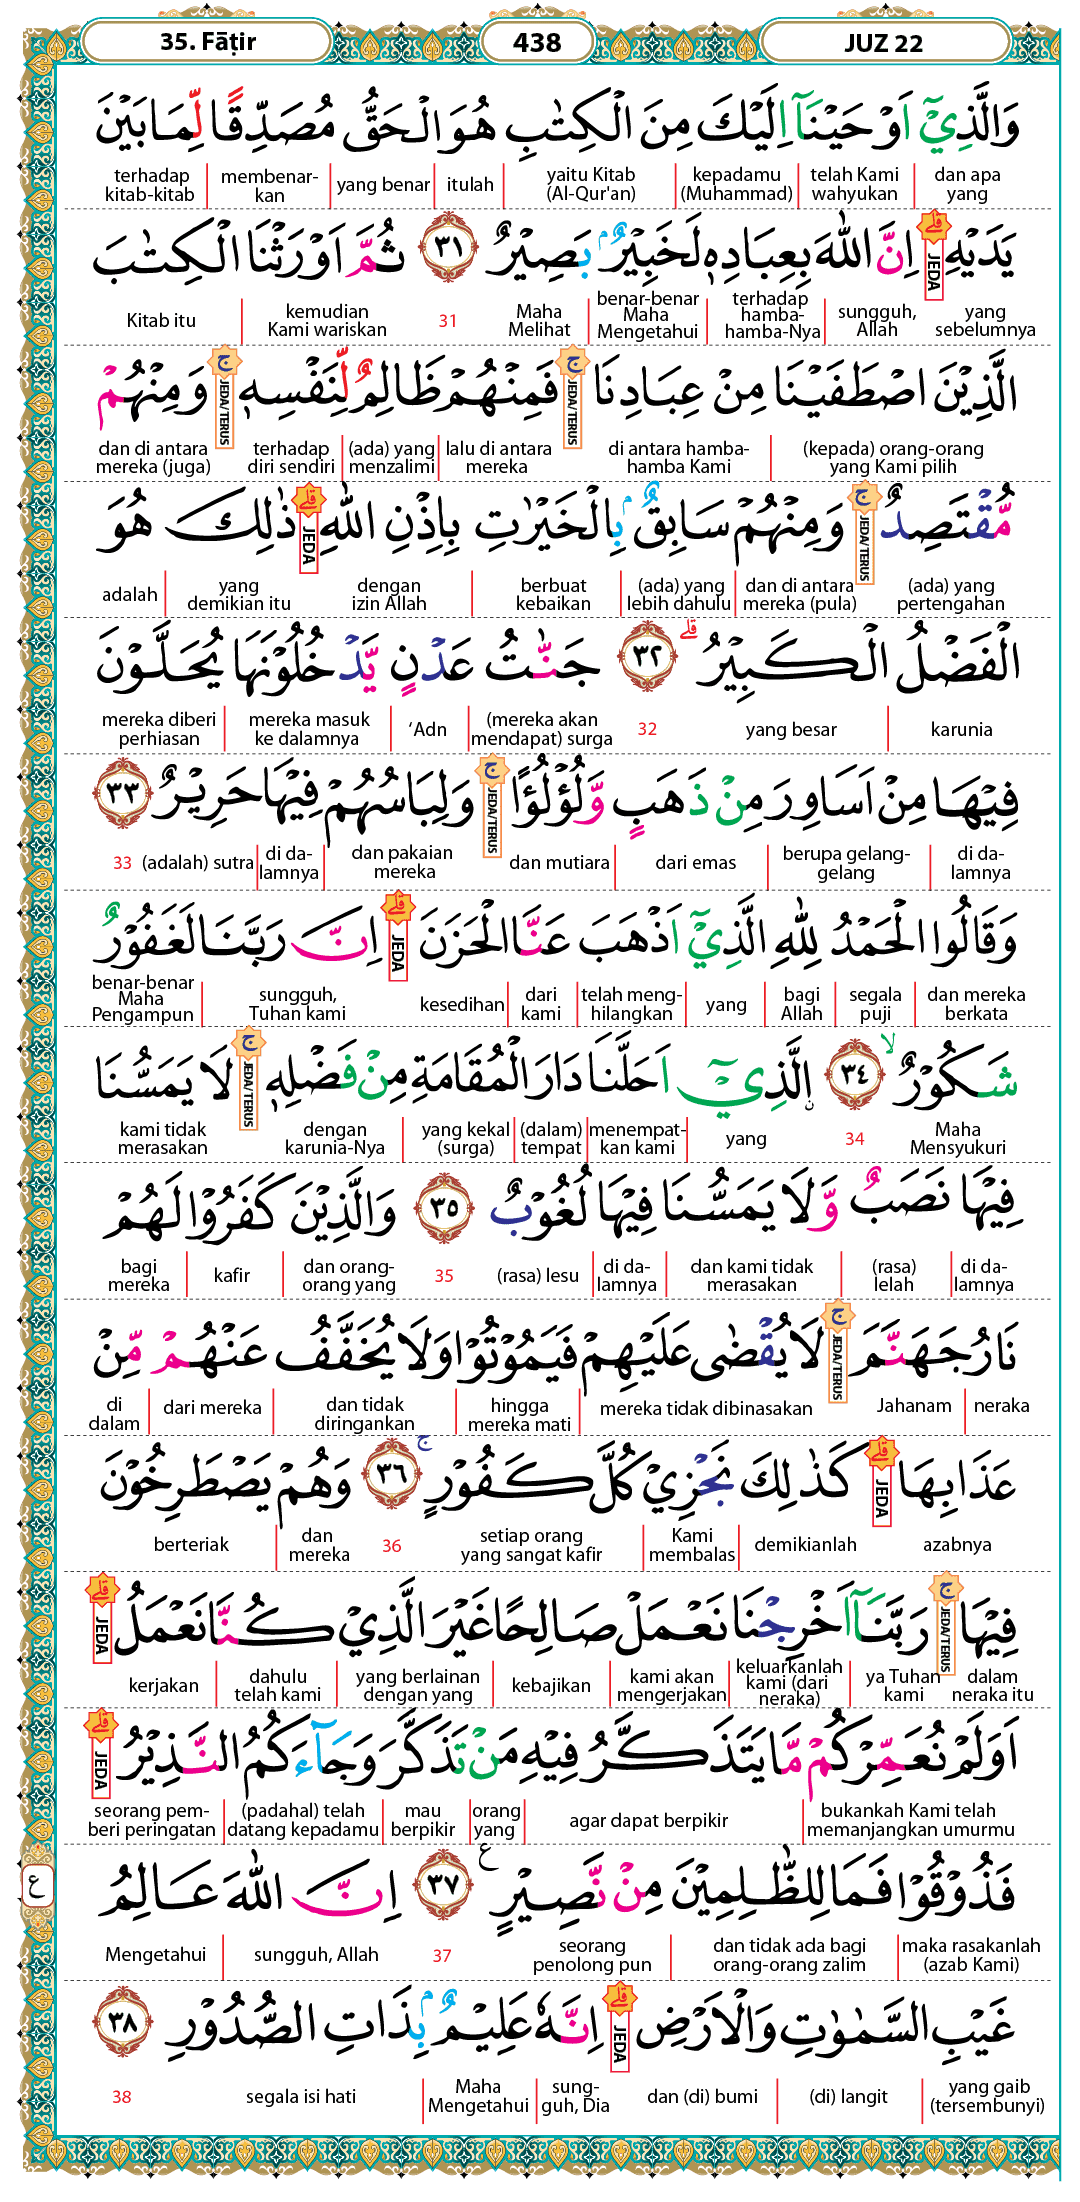 35. Fāṭir 438 JUZ 22
وَالَّذِيْٓ اَوْحَيْنَآ اِلَيْكَ مِنَ الْكِتٰبِ هُوَ الْحَقُّ مُصَدِّقًا لِّمَا بَيْنَ
dan apa yang | telah Kami wahyukan | kepadamu (Muhammad) | yaitu Kitab (Al-Qur'an) | itulah | yang benar | membenar-kan | terhadap kitab-kitab
يَدَيْهِۗ اِنَّ اللّٰهَ بِعِبَادِهٖ لَخَبِيْرٌۢ بَصِيْرٌ ٣١ ثُمَّ اَوْرَثْنَا الْكِتٰبَ
JEDA
yang sebelumnya | sungguh, Allah | terhadap hamba-hamba-Nya | benar-benar Maha Mengetahui | Maha Melihat 31 kemudian Kami wariskan | Kitab itu
الَّذِيْنَ اصْطَفَيْنَا مِنْ عِبَادِنَاۚ فَمِنْهُمْ ظَالِمٌ لِّنَفْسِهٖۚ وَمِنْهُمْ
JEDA/TERUS JEDA/TERUS
(kepada) orang-orang yang Kami pilih | di antara hamba-hamba Kami lalu di antara mereka | (ada) yang menzalimi | terhadap diri sendiri dan di antara mereka (juga)
مُّقْتَصِدٌۚ وَمِنْهُمْ سَابِقٌۢ بِالْخَيْرٰتِ بِاِذْنِ اللّٰهِۗ ذٰلِكَ هُوَ
JEDA/TERUS JEDA
(ada) yang pertengahan dan di antara mereka (pula) | (ada) yang lebih dahulu | berbuat kebaikan | dengan izin Allah yang demikian itu | adalah
الْفَضْلُ الْكَبِيْرُۗ ٣٢ جَنّٰتُ عَدْنٍ يَّدْخُلُوْنَهَا يُحَلَّوْنَ
karunia | yang besar 32 (mereka akan mendapat) surga | ‘Adn | mereka masuk ke dalamnya | mereka diberi perhiasan
فِيْهَا مِنْ اَسَاوِرَ مِنْ ذَهَبٍ وَّلُؤْلُؤًاۚ وَلِبَاسُهُمْ فِيْهَا حَرِيْرٌ ٣٣
JEDA/TERUS
di da-lamnya | berupa gelang-gelang | dari emas | dan mutiara dan pakaian mereka | di da-lamnya | (adalah) sutra 33
وَقَالُوا الْحَمْدُ لِلّٰهِ الَّذِيْٓ اَذْهَبَ عَنَّا الْحَزَنَۗ اِنَّ رَبَّنَا لَغَفُوْرٌ
JEDA
dan mereka berkata | segala puji | bagi Allah | yang | telah meng-hilangkan | dari kami | kesedihan sungguh, Tuhan kami | benar-benar Maha Pengampun
شَكُوْرٌۙ ٣٤ ۨالَّذِيْٓ اَحَلَّنَا دَارَ الْمُقَامَةِ مِنْ فَضْلِهٖۚ لَا يَمَسُّنَا
JEDA/TERUS
Maha Mensyukuri 34 yang | menempat-kan kami | (dalam) tempat | yang kekal (surga) | dengan karunia-Nya kami tidak merasakan
فِيْهَا نَصَبٌ وَّلَا يَمَسُّنَا فِيْهَا لُغُوْبٌ ٣٥ وَالَّذِيْنَ كَفَرُوْا لَهُمْ
di da-lamnya | (rasa) lelah | dan kami tidak merasakan | di da-lamnya | (rasa) lesu 35 dan orang-orang yang | kafir | bagi mereka
نَارُ جَهَنَّمَۚ لَا يُقْضٰى عَلَيْهِمْ فَيَمُوْتُوْا وَلَا يُخَفَّفُ عَنْهُمْ مِّنْ
JEDA/TERUS
neraka | Jahanam mereka tidak dibinasakan | hingga mereka mati | dan tidak diringankan | dari mereka | di dalam
عَذَابِهَاۗ كَذٰلِكَ نَجْزِيْ كُلَّ كَفُوْرٍۚ ٣٦ وَهُمْ يَصْطَرِخُوْنَ
JEDA
azabnya demikianlah | Kami membalas | setiap orang yang sangat kafir 36 dan mereka | berteriak
فِيْهَاۚ رَبَّنَآ اَخْرِجْنَا نَعْمَلْ صَالِحًا غَيْرَ الَّذِيْ كُنَّا نَعْمَلُۗ
JEDA/TERUS JEDA
dalam neraka itu ya Tuhan kami | keluarkanlah kami (dari neraka) | kami akan mengerjakan | kebajikan | yang berlainan dengan yang | dahulu telah kami | kerjakan
اَوَلَمْ نُعَمِّرْكُمْ مَّا يَتَذَكَّرُ فِيْهِ مَنْ تَذَكَّرَ وَجَاۤءَكُمُ النَّذِيْرُۗ
JEDA
bukankah Kami telah memanjangkan umurmu | agar dapat berpikir | orang yang | mau berpikir | (padahal) telah datang kepadamu | seorang pem-beri peringatan
فَذُوْقُوْا فَمَا لِلظّٰلِمِيْنَ مِنْ نَّصِيْرٍ ࣖ ٣٧ اِنَّ اللّٰهَ عَالِمُ
ع
maka rasakanlah (azab Kami) | dan tidak ada bagi orang-orang zalim | seorang penolong pun 37 sungguh, Allah | Mengetahui
غَيْبِ السَّمٰوٰتِ وَالْاَرْضِۗ اِنَّهٗ عَلِيْمٌۢ بِذَاتِ الصُّدُوْرِ ٣٨
JEDA
yang gaib (tersembunyi) | (di) langit | dan (di) bumi sung-guh, Dia | Maha Mengetahui | segala isi hati 38